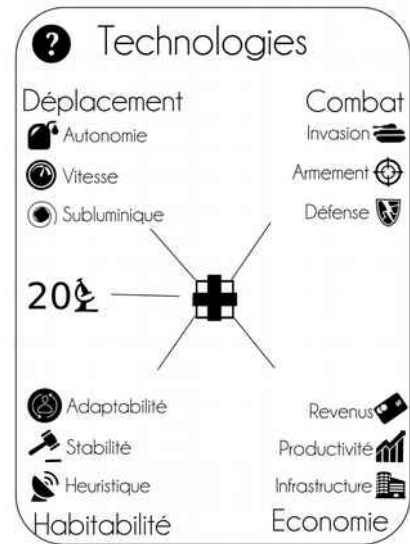 ? Technologies
Déplacement
Autonomie
Vitesse
Subluminique
Combat
Invasion
Armement
Défense
20
Adaptabilité
Stabilité
Heuristique
Habitabilité
Revenus
Productivité
Infrastructure
Economie